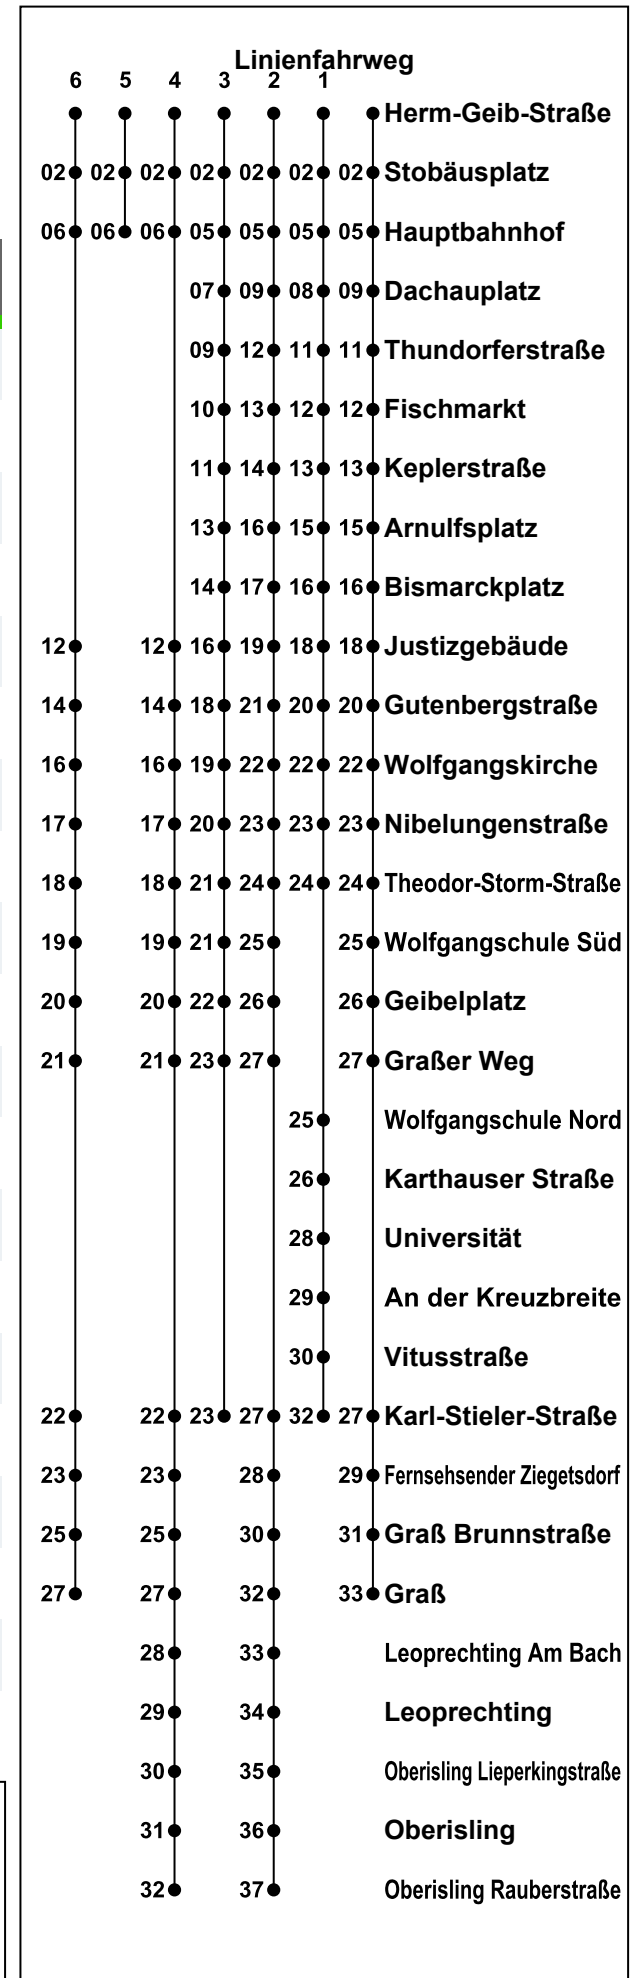 Linienfahrweg
6 5 4 3 2 1
Herm-Geib-Straße
02 02 02 02 02 02 02 Stobäusplatz
06 06 06 05 05 05 05 Hauptbahnhof
07 09 08 09 Dachauplatz
09 12 11 11 Thundorferstraße
10 13 12 12 Fischmarkt
11 14 13 13 Keplerstraße
13 16 15 15 Arnulfsplatz
14 17 16 16 Bismarckplatz
12 12 16 19 18 18 Justizgebäude
14 14 18 21 20 20 Gutenbergstraße
16 16 19 22 22 22 Wolfgangskirche
17 17 20 23 23 23 Nibelungenstraße
18 18 21 24 24 24 Theodor-Storm-Straße
19 19 21 25 25 Wolfgangschule Süd
20 20 22 26 26 Geibelplatz
21 21 23 27 27 Graßer Weg
25 Wolfgangschule Nord
26 Karthauser Straße
28 Universität
29 An der Kreuzbreite
30 Vitusstraße
22 22 23 27 32 27 Karl-Stieler-Straße
23 23 28 29 Fernsehsender Ziegetsdorf
25 25 30 31 Graß Brunnstraße
27 27 32 33 Graß
28 33 Leoprechting Am Bach
29 34 Leoprechting
30 35 Oberisling Lieperkingstraße
31 36 Oberisling
32 37 Oberisling Rauberstraße